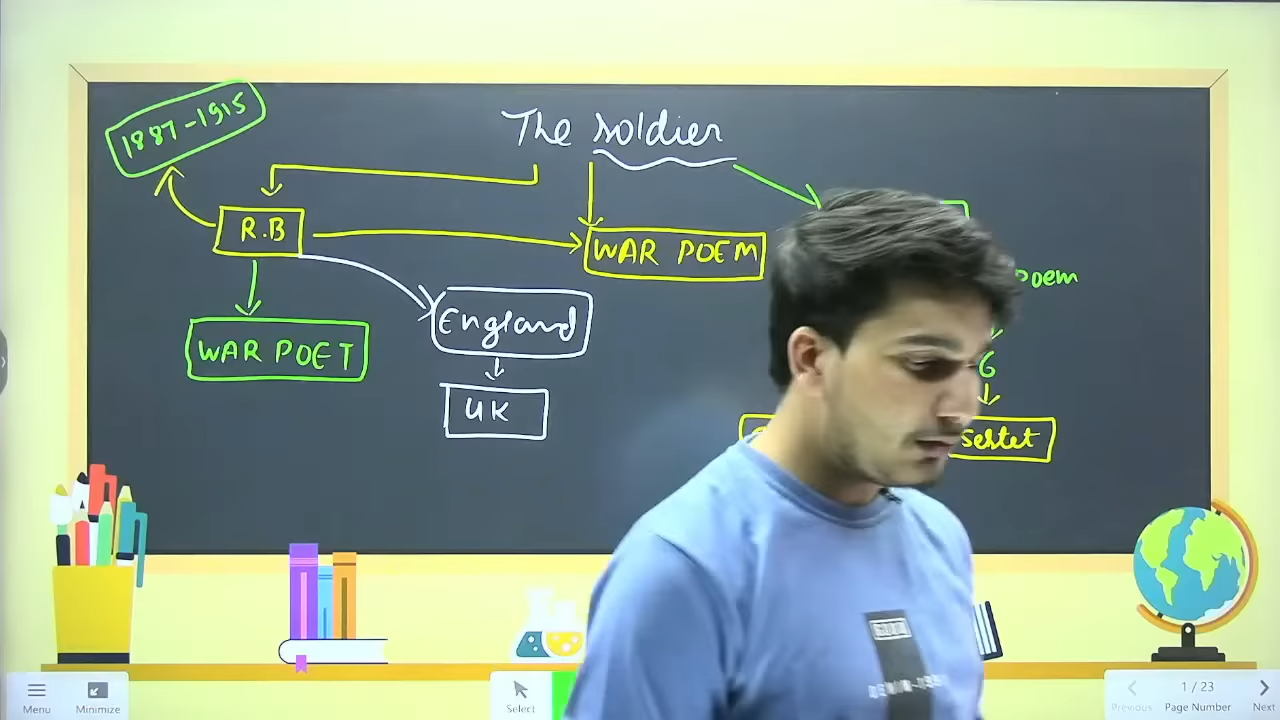 1887-1915
The soldier
R.B
WAR POEM
poem
WAR POET
England
6
UK
sestet
Menu
Minimize
Select
1 / 23
Previous
Page Number
Next